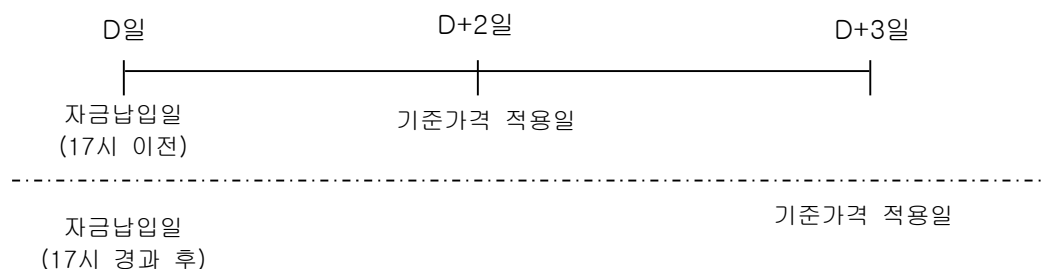 D일 D+2일 D+3일
자금납입일 기준가격 적용일
(17시 이전)
기준가격 적용일
자금납입일
(17시 경과 후)